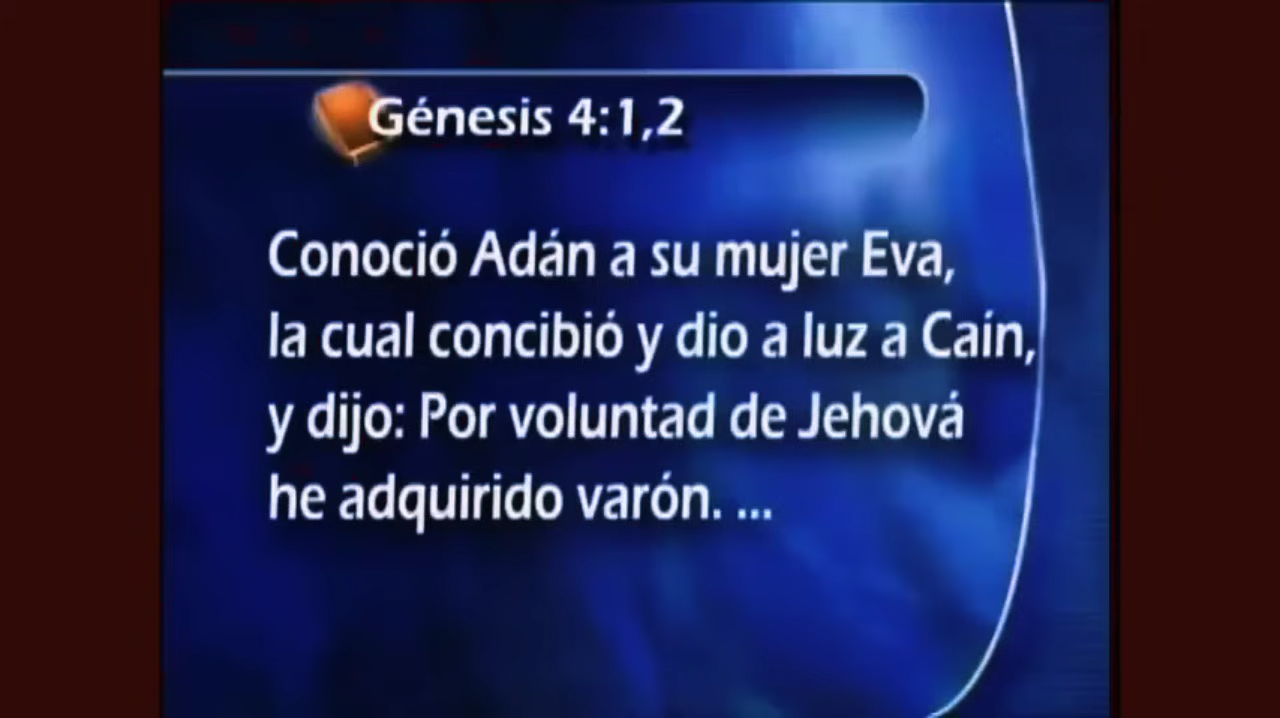 Génesis 4:1,2
Conoció Adán a su mujer Eva,
la cual concibió y dio a luz a Caín,
y dijo: Por voluntad de Jehová
he adquirido varón. ...